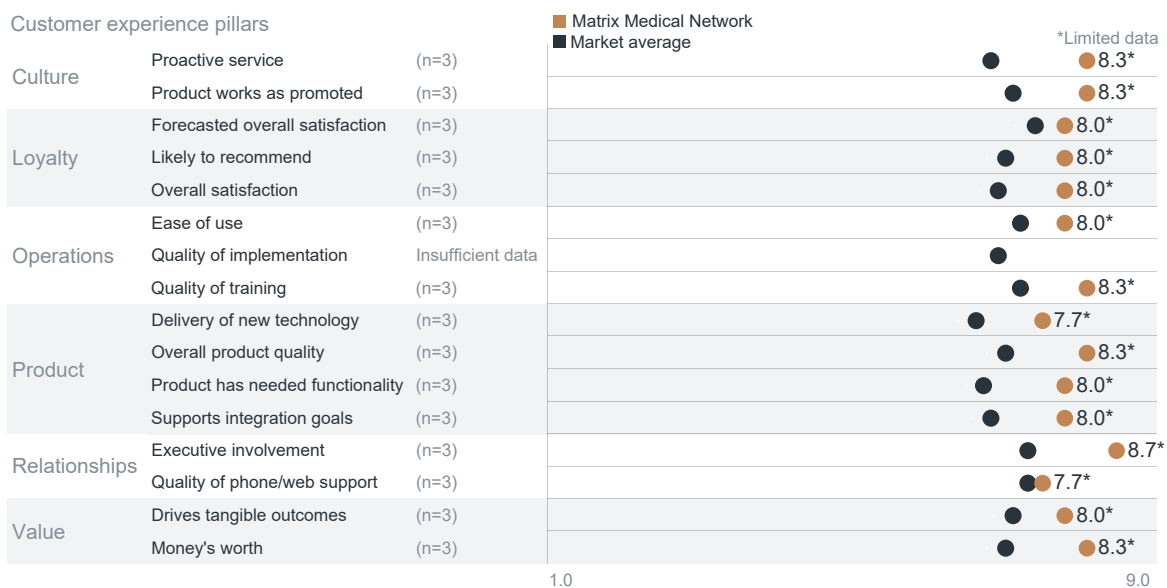 Customer experience pillars
Matrix Medical Network
Market average
*Limited data
Culture
Proactive service (n=3) 8.3*
Product works as promoted (n=3) 8.3*
Loyalty
Forecasted overall satisfaction (n=3) 8.0*
Likely to recommend (n=3) 8.0*
Overall satisfaction (n=3) 8.0*
Operations
Ease of use (n=3) 8.0*
Quality of implementation Insufficient data
Quality of training (n=3) 8.3*
Product
Delivery of new technology (n=3) 7.7*
Overall product quality (n=3) 8.3*
Product has needed functionality (n=3) 8.0*
Supports integration goals (n=3) 8.0*
Relationships
Executive involvement (n=3) 8.7*
Quality of phone/web support (n=3) 7.7*
Value
Drives tangible outcomes (n=3) 8.0*
Money's worth (n=3) 8.3*
1.0 9.0